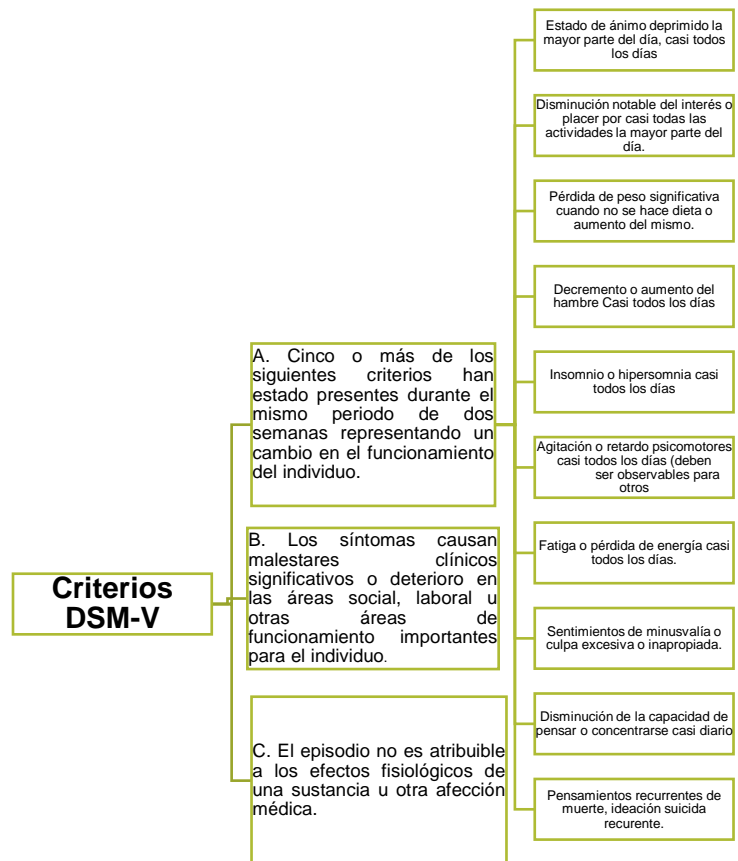 Criterios
DSM-V
A. Cinco o más de los
siguientes criterios han
estado presentes durante el
mismo periodo de dos
semanas representando un
cambio en el funcionamiento
del individuo.
Estado de ánimo deprimido la
mayor parte del día, casi todos
los días
Disminución notable del interés o
placer por casi todas las
actividades la mayor parte del
día.
Pérdida de peso significativa
cuando no se hace dieta o
aumento del mismo.
Decremento o aumento del
hambre Casi todos los días
Insomnio o hipersomnia casi
todos los días
Agitación o retardo psicomotores
casi todos los días (deben
ser observables para
otros
Fatiga o pérdida de energía casi
todos los días.
Sentimientos de minusvalía o
culpa excesiva o inapropiada.
Disminución de la capacidad de
pensar o concentrarse casi diario
Pensamientos recurrentes de
muerte, ideación suicida
recurente.
B. Los síntomas causan
malestares clínicos
significativos o deterioro en
las áreas social, laboral u
otras áreas de
funcionamiento importantes
para el individuo.
C. El episodio no es atribuible
a los efectos fisiológicos de
una sustancia u otra afección
médica.